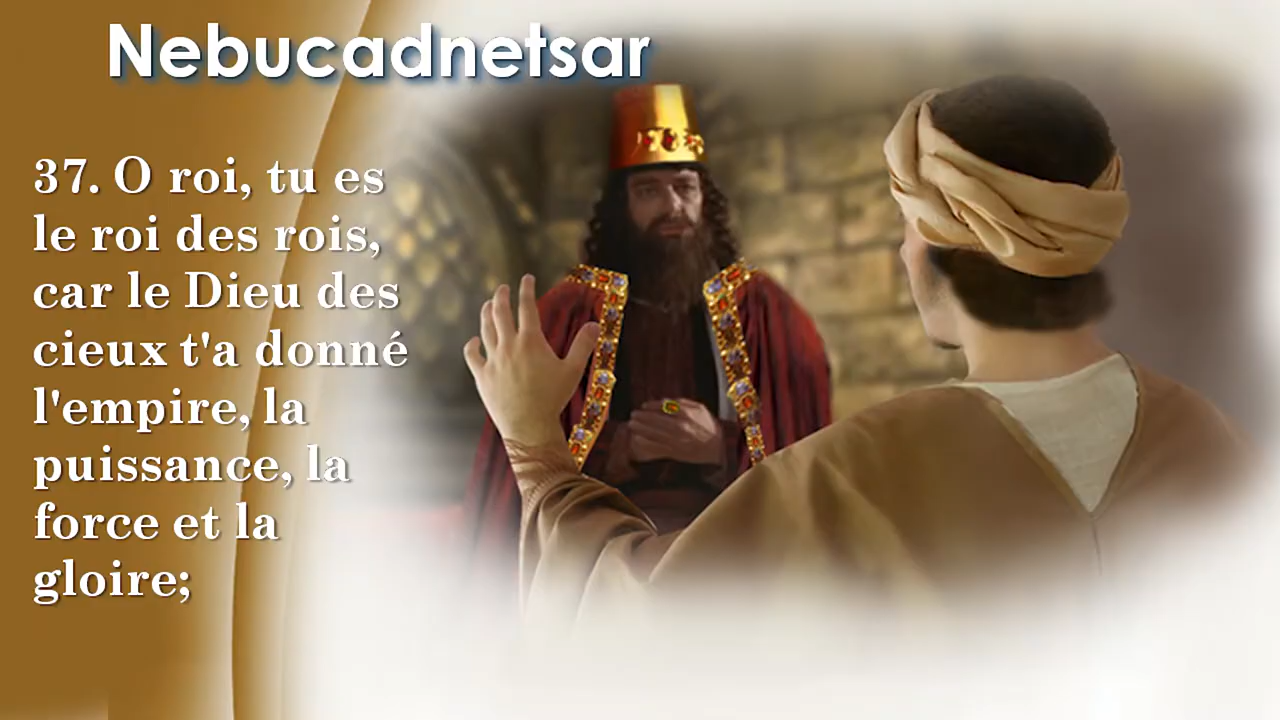 Nebucadnetsar
37. O roi, tu es
le roi des rois,
car le Dieu des
cieux t'a donné
l'empire, la
puissance, la
force et la
gloire;